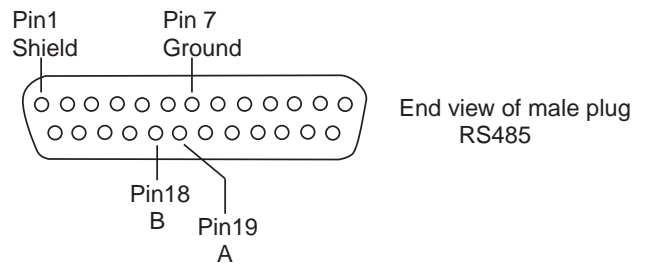 Pin1
Shield
Pin 7
Ground
End view of male plug
RS485
Pin18
B
Pin19
A